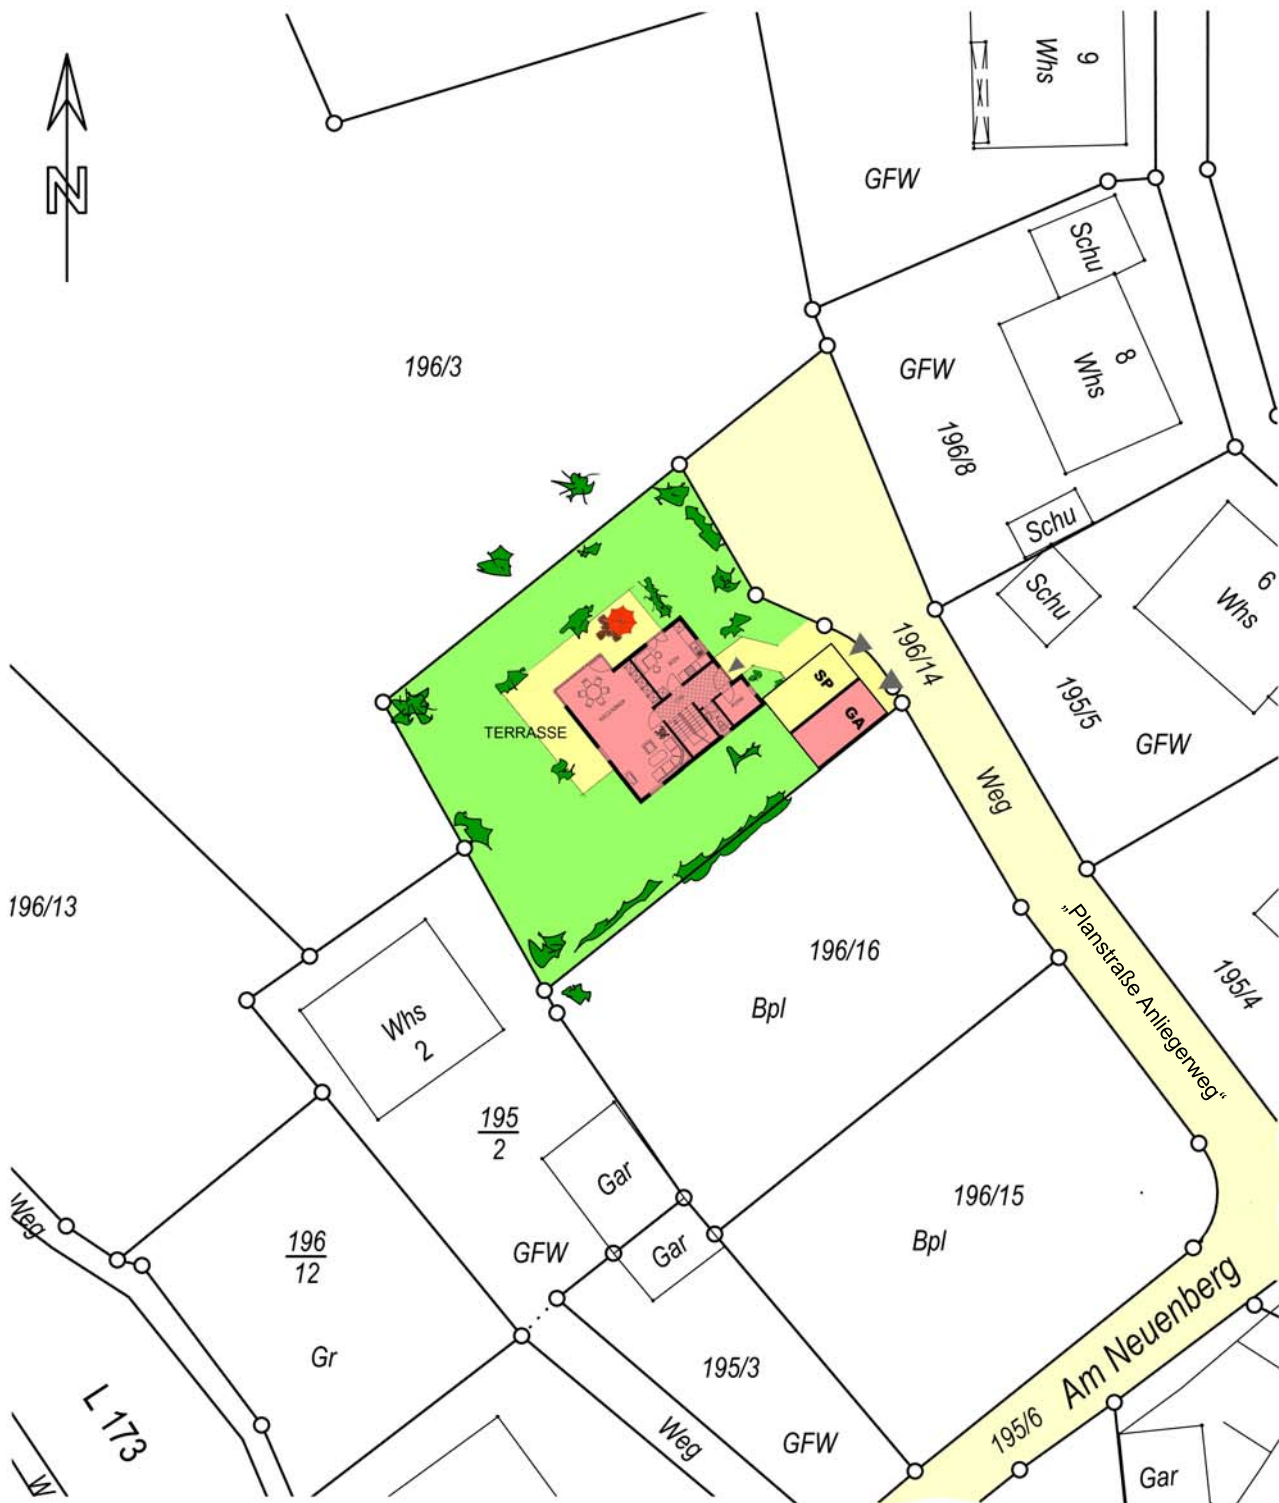 N
9
Whs
GFW
Schu
196/3
GFW
8
Whs
196/8
Schu
Schu
6
Whs
196/14
195/5
GFW
SP
GA
TERRASSE
Weg
196/13
196/16
Bpl
„Planstraße Anliegerweg“
195/4
Whs
2
195
2
Gar
196/15
Bpl
Weg
196
12
GFW
Gar
Gr
195/3
Am Neuenberg
L 173
Weg
GFW
195/6
Gar
W